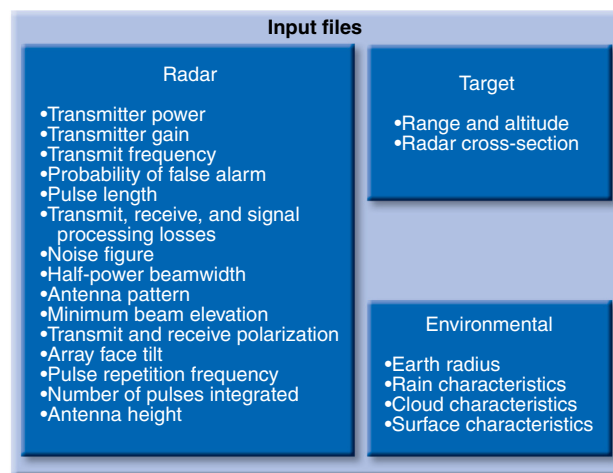 Input files
Radar
•Transmitter power
•Transmitter gain
•Transmit frequency
•Probability of false alarm
•Pulse length
•Transmit, receive, and signal
processing losses
•Noise figure
•Half-power beamwidth
•Antenna pattern
•Minimum beam elevation
•Transmit and receive polarization
•Array face tilt
•Pulse repetition frequency
•Number of pulses integrated
•Antenna height
Target
•Range and altitude
•Radar cross-section
Environmental
•Earth radius
•Rain characteristics
•Cloud characteristics
•Surface characteristics